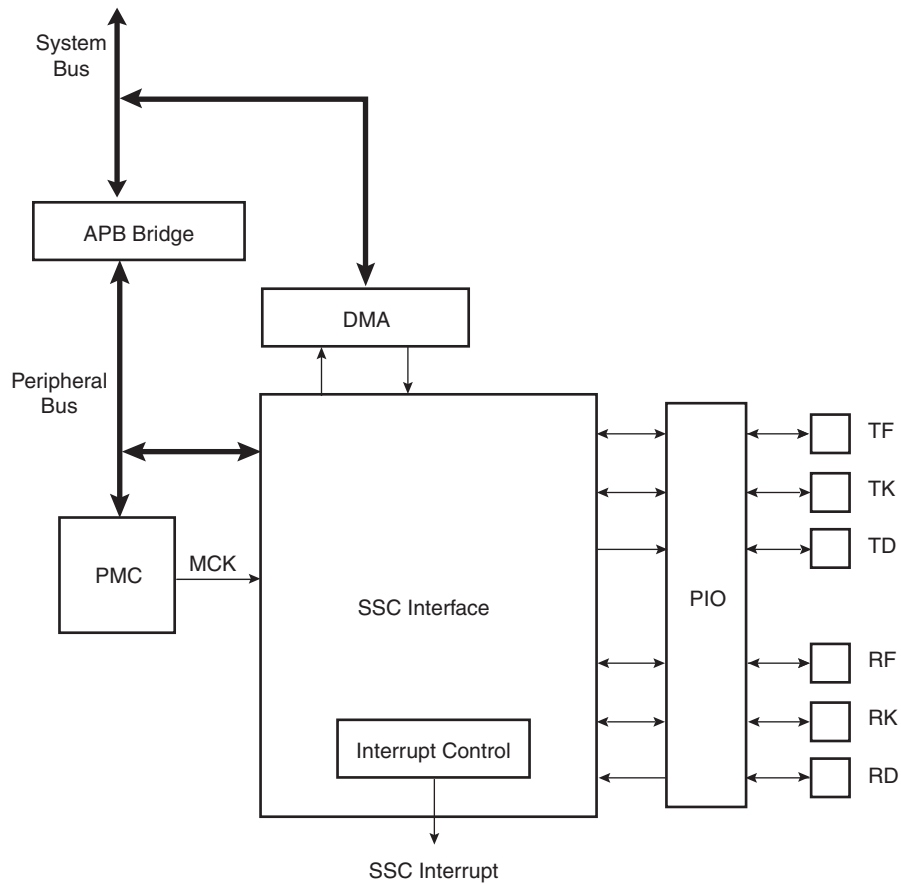 System
Bus
APB Bridge
DMA
Peripheral
Bus
TF
TK
TD
PMC
MCK
SSC Interface
PIO
RF
RK
RD
Interrupt Control
SSC Interrupt